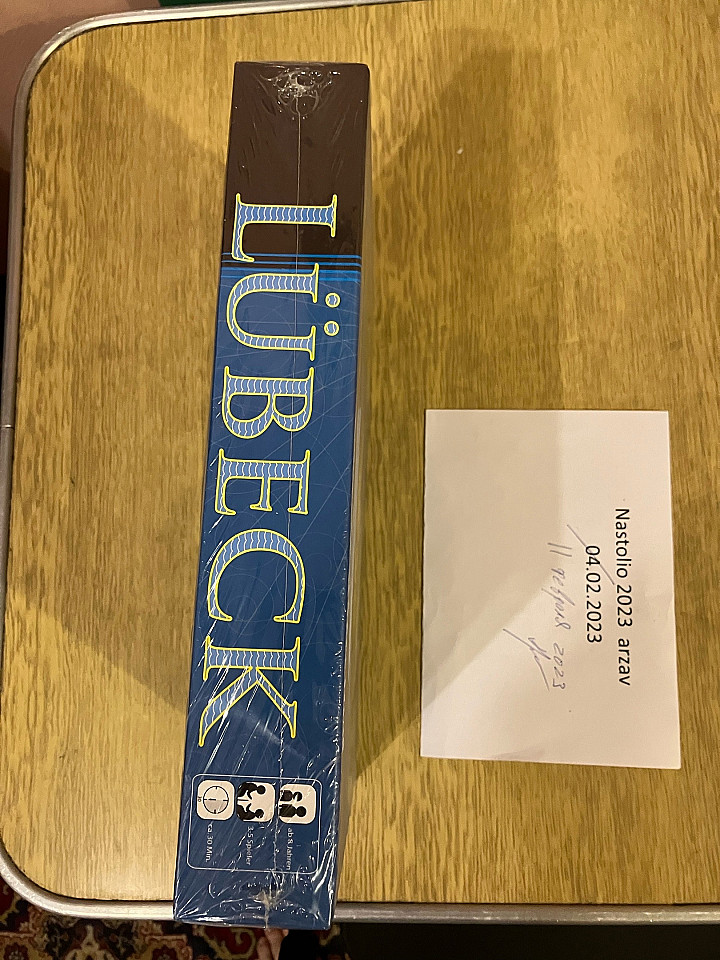 LÜBECK
ab 8 Jahren
3-5 Spieler
ca. 30 Min.
Nastolio 2023 arzav
04.02.2023
11 февраля 2023